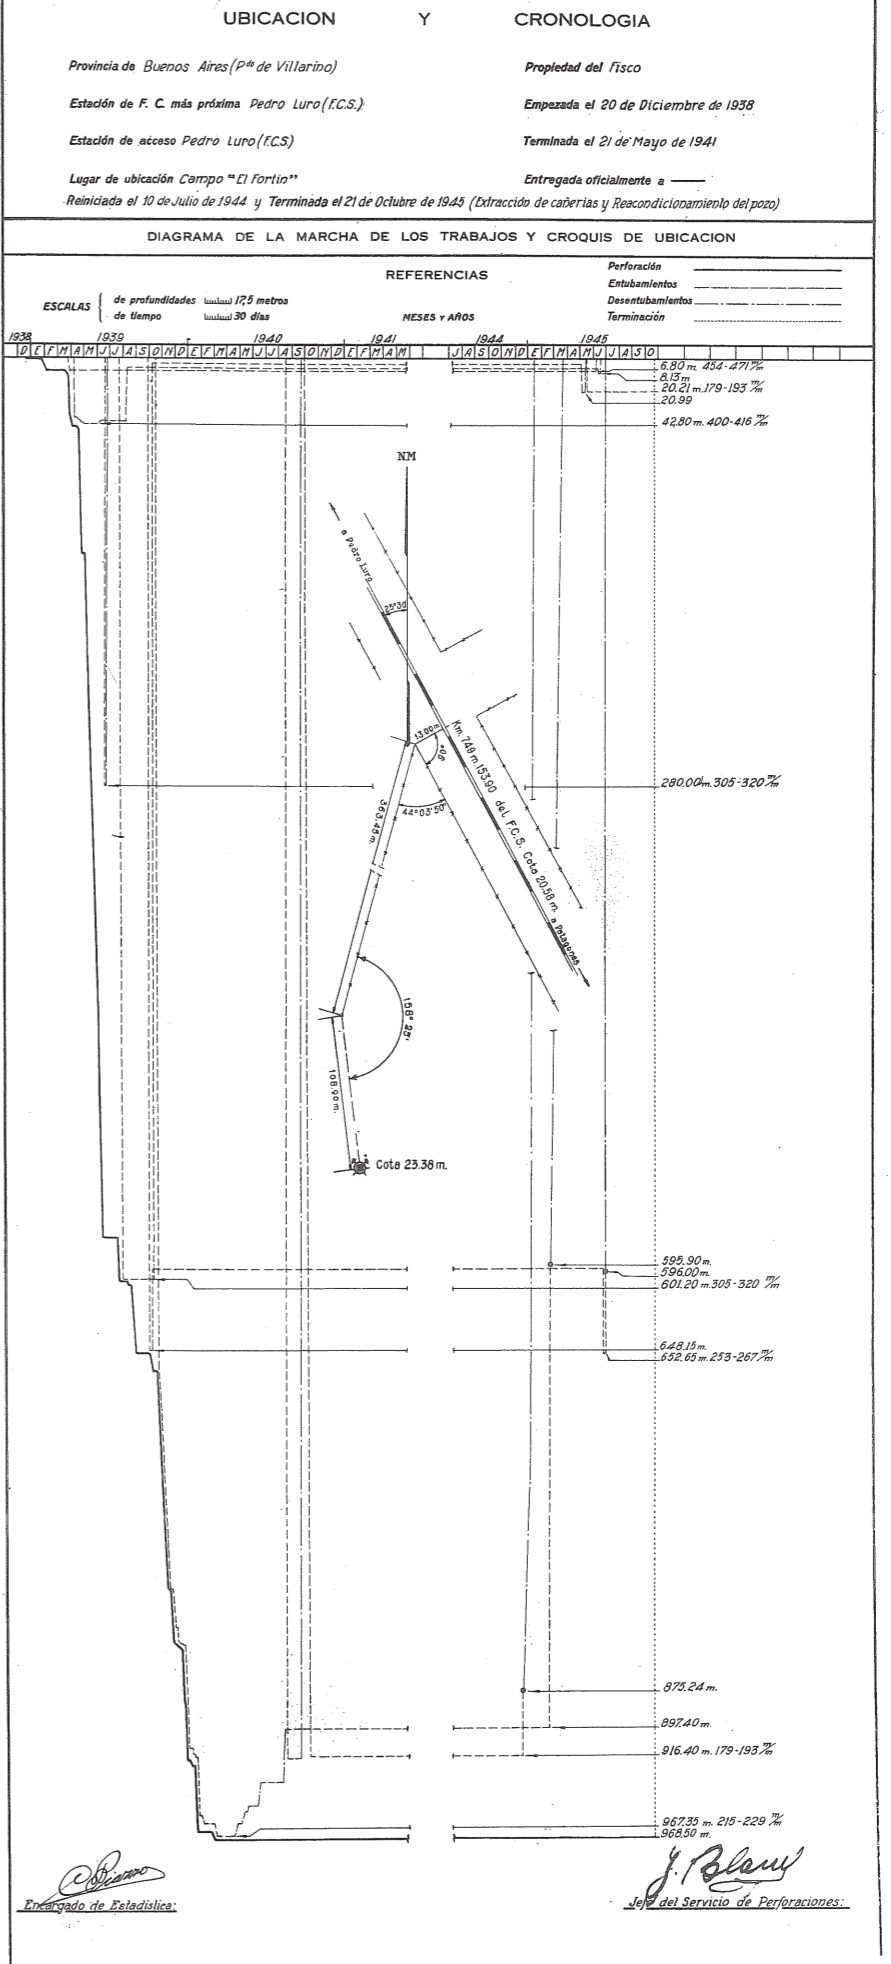 UBICACION Y CRONOLOGIA
Provincia de Buenos Aires (Pdo de Villarino)
Propiedad del Fisco
Estación de F. C. más próxima Pedro Luro (F.C.S.)
Empezada el 20 de Diciembre de 1938
Estación de acceso Pedro Luro (F.C.S)
Terminada el 21 de Mayo de 1941
Lugar de ubicación Campo "El Fortin"
Entregada oficialmente a ——
Reiniciada el 10 de Julio de 1944 y Terminada el 21 de Octubre de 1945 (Extracción de cañerias y Reacondicionamiento del pozo)
DIAGRAMA DE LA MARCHA DE LOS TRABAJOS Y CROQUIS DE UBICACION
REFERENCIAS
ESCALAS
de profundidades 17,5 metros
de tiempo 30 días
MESES Y AÑOS
Perforación
Entubamientos
Desentubamientos
Terminación
1938 1939 1940 1941 1944 1945
D E F M A M J J A S O N D E F M A M J J A S O N D E F M A M J A S O N D E F M A M J J A S O
6.80 m. 454-471 m/m
8.13 m
20.21 m. 179-193 m/m
20.99
42.80 m. 400-416 m/m
NM
a Pedro Luro
25°30'
13.00 m.
90°
Km. 749 m. 153.90 del F.C.S. Cota 20.58 m.
a Patagones
363.45 m.
44°03'50"
280.00 m. 305-320 m/m
158° 25'
108.90 m.
Cota 23.38 m.
595.90 m.
596.00 m.
601.20 m. 305-320 m/m
648.15 m.
652.65 m. 253-267 m/m
875.24 m.
897.40 m.
916.40 m. 179-193 m/m
967.35 m. 215-229 m/m
968.50 m.
Encargado de Estadística:
Jefe del Servicio de Perforaciones: